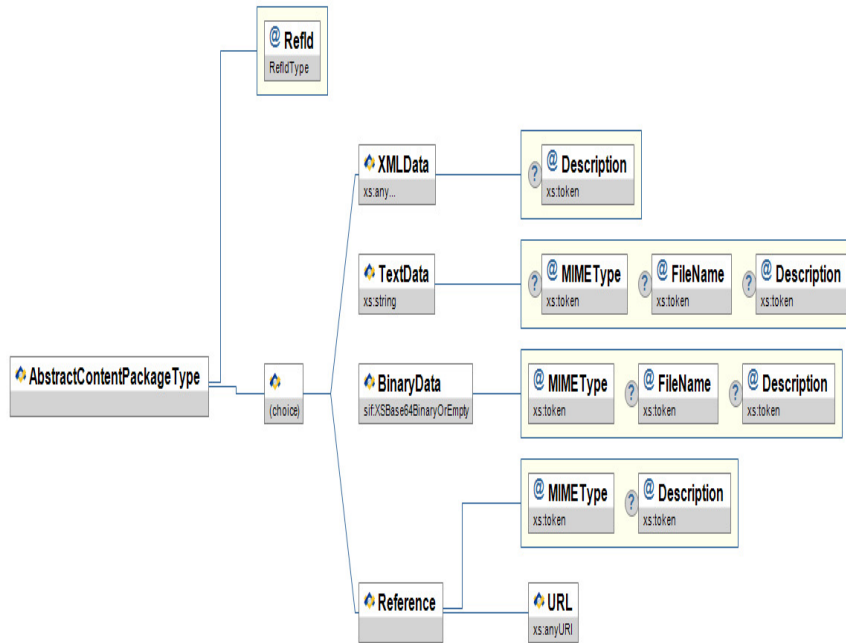 @ RefId
RefIdType
XMLData
xs:any...
? @ Description
xs:token
TextData
xs:string
? @ MIMEType ? @ FileName ? @ Description
xs:token xs:token xs:token
AbstractContentPackageType
(choice)
BinaryData
sif:XSBase64BinaryOrEmpty
@ MIMEType ? @ FileName ? @ Description
xs:token xs:token xs:token
@ MIMEType ? @ Description
xs:token xs:token
Reference
URL
xs:anyURI